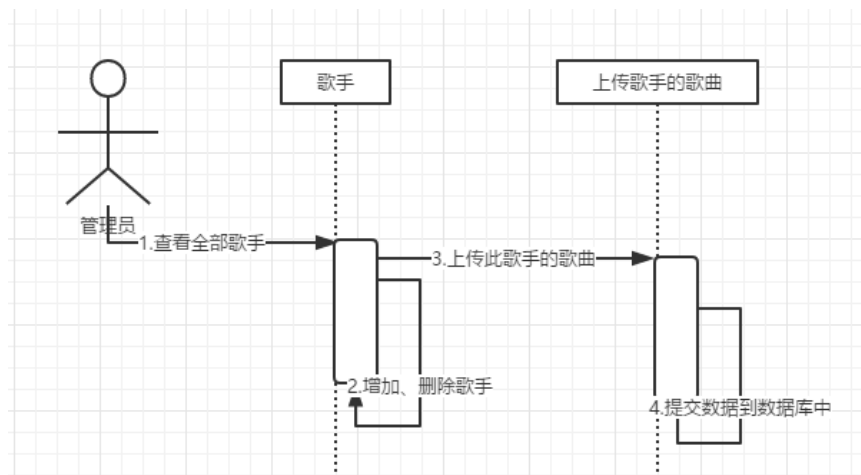 歌手
上传歌手的歌曲
管理员
1.查看全部歌手
3.上传此歌手的歌曲
2.增加、删除歌手
4.提交数据到数据库中